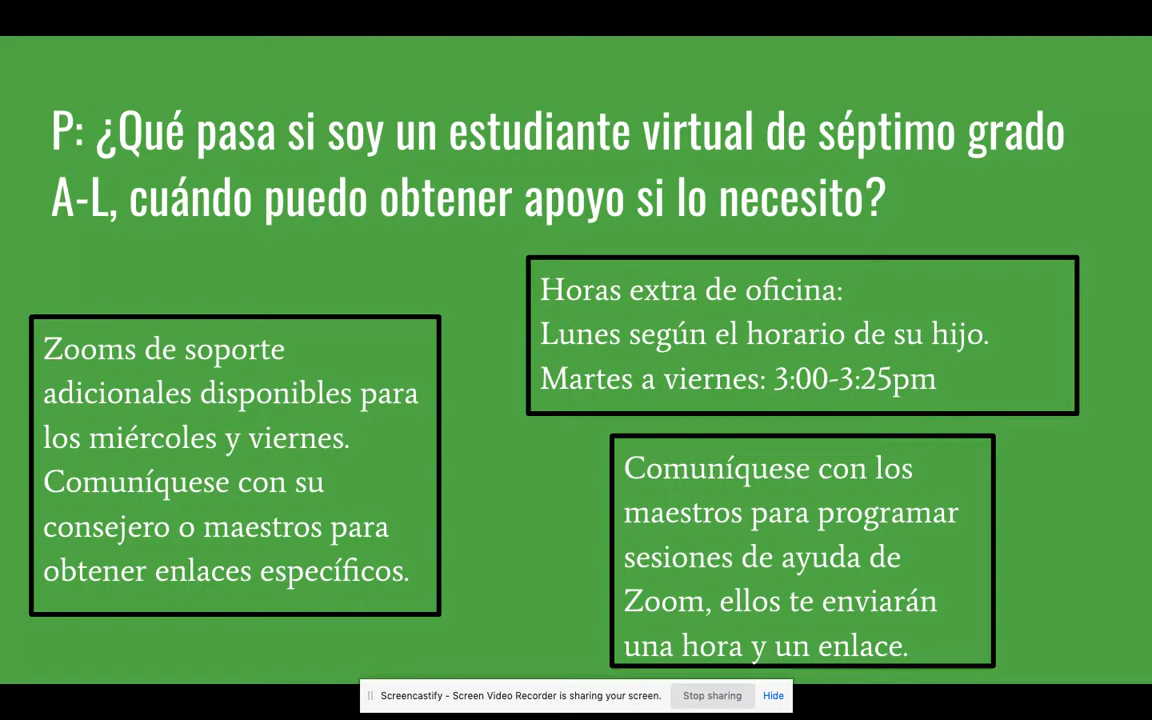 P: ¿Qué pasa si soy un estudiante virtual de séptimo grado
A-L, cuándo puedo obtener apoyo si lo necesito?
Zooms de soporte
adicionales disponibles para
los miércoles y viernes.
Comuníquese con su
consejero o maestros para
obtener enlaces específicos.
Horas extra de oficina:
Lunes según el horario de su hijo.
Martes a viernes: 3:00-3:25pm
Comuníquese con los
maestros para programar
sesiones de ayuda de
Zoom, ellos te enviarán
una hora y un enlace.
Screencastify - Screen Video Recorder is sharing your screen. Stop sharing Hide